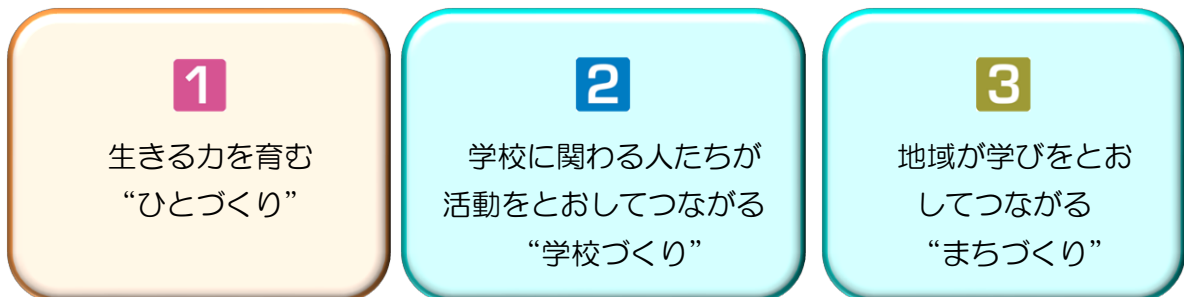 1
生きる力を育む
“ひとづくり”
2
学校に関わる人たちが
活動をとおしてつながる
“学校づくり”
3
地域が学びをとお
してつながる
“まちづくり”